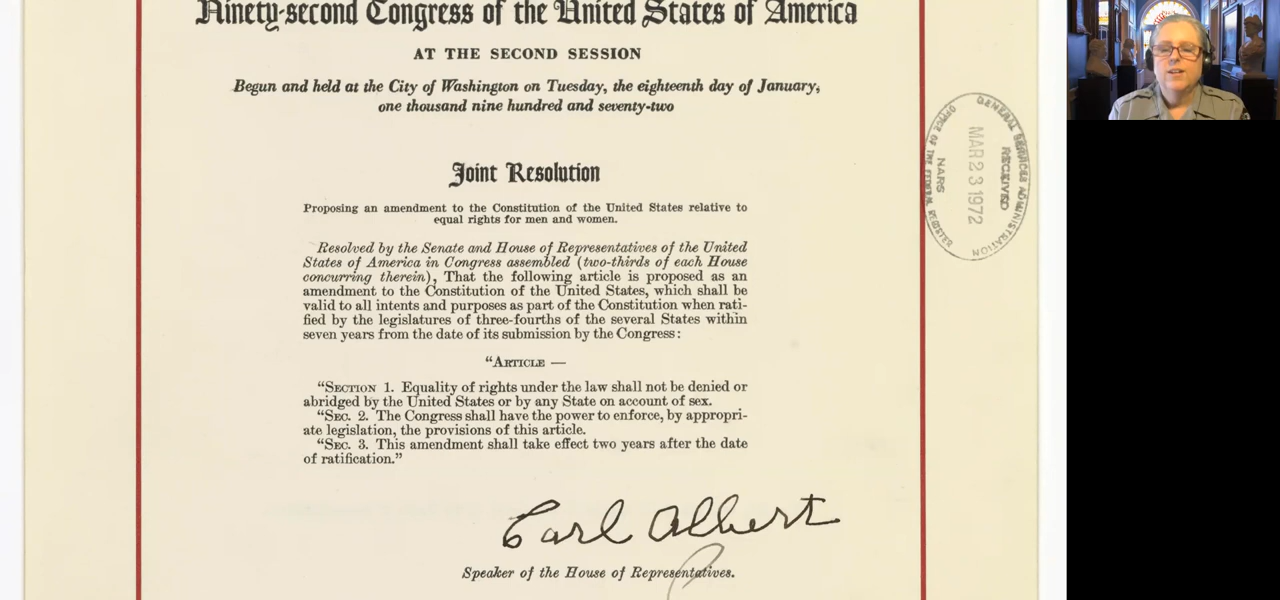 Ninety-second Congress of the United States of America
AT THE SECOND SESSION
Begun and held at the City of Washington on Tuesday, the eighteenth day of January,
one thousand nine hundred and seventy-two
Joint Resolution
Proposing an amendment to the Constitution of the United States relative to
equal rights for men and women.
Resolved by the Senate and House of Representatives of the United
States of America in Congress assembled (two-thirds of each House
concurring therein), That the following article is proposed as an
amendment to the Constitution of the United States, which shall be
valid to all intents and purposes as part of the Constitution when rati-
fied by the legislatures of three-fourths of the several States within
seven years from the date of its submission by the Congress:
"ARTICLE —
"SECTION 1. Equality of rights under the law shall not be denied or
abridged by the United States or by any State on account of sex.
"SEC. 2. The Congress shall have the power to enforce, by appropri-
ate legislation, the provisions of this article.
"SEC. 3. This amendment shall take effect two years after the date
of ratification."
Carl Albert
Speaker of the House of Representatives.
GENERAL SERVICES ADMINISTRATION
RECEIVED
MAR 23 1972
NARS
OFFICE OF THE FEDERAL REGISTER